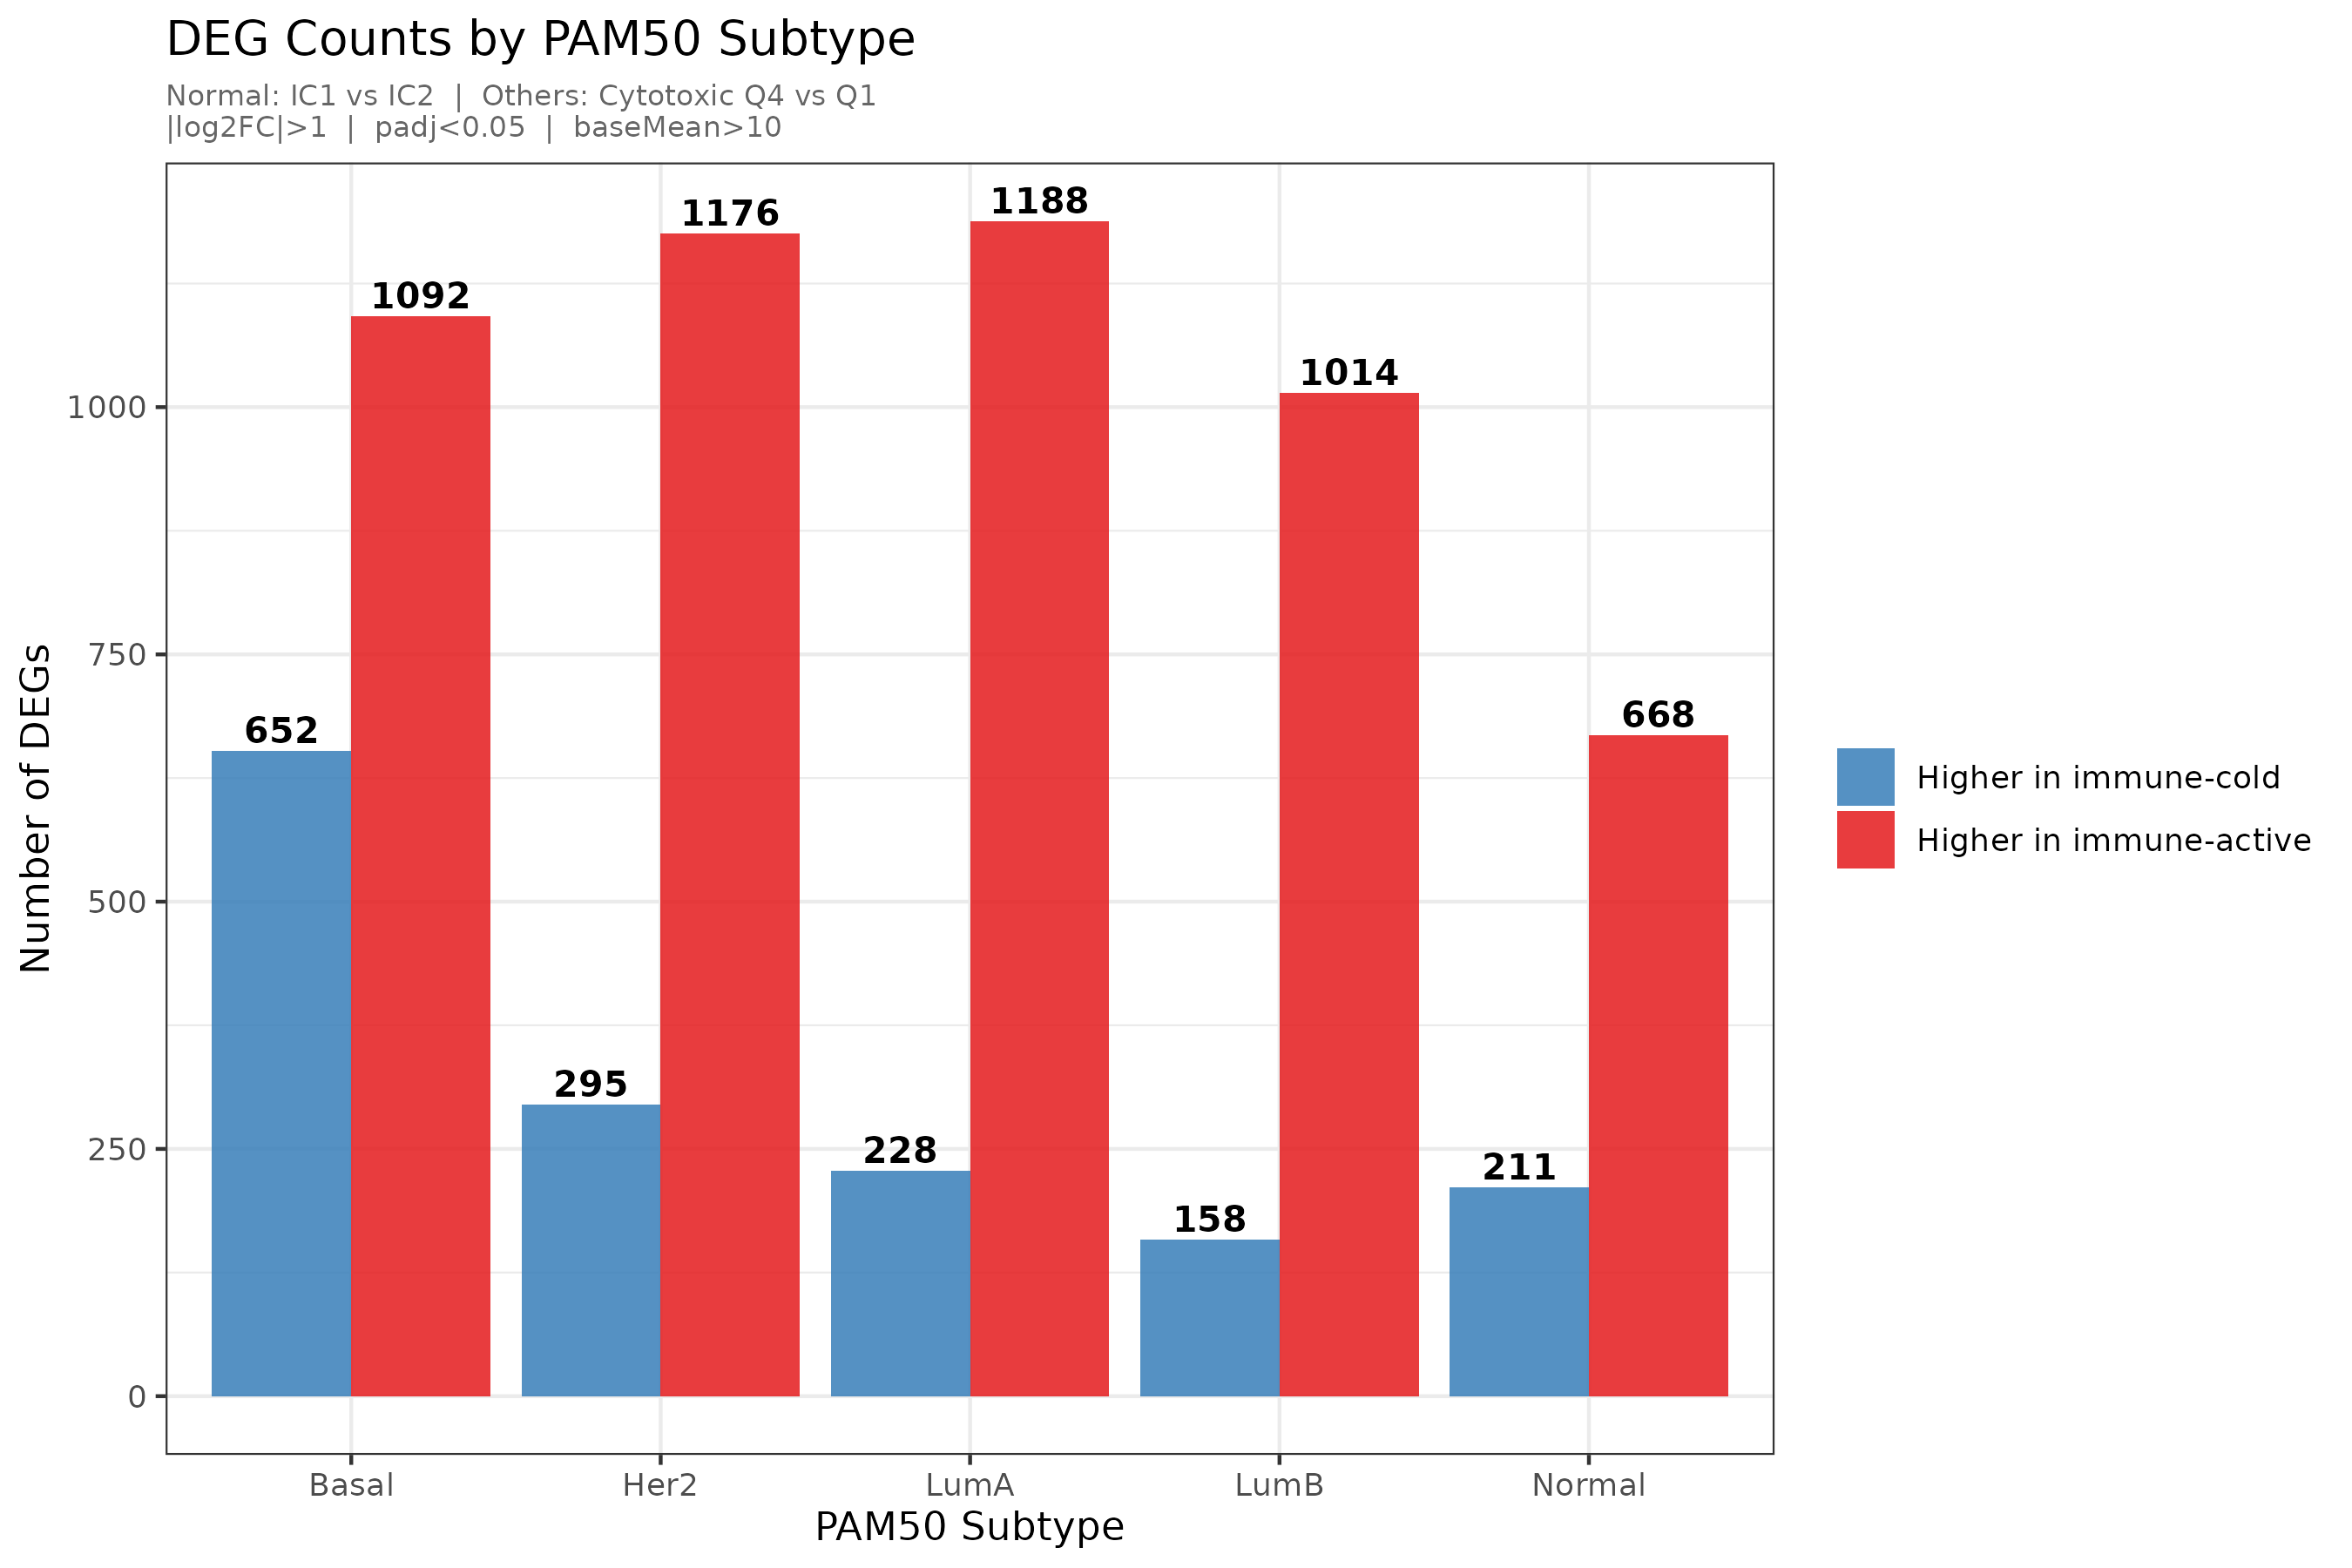 DEG Counts by PAM50 Subtype
Normal: IC1 vs IC2 | Others: Cytotoxic Q4 vs Q1
|log2FC|>1 | padj<0.05 | baseMean>10
Number of DEGs
1000
750
500
250
0
652
1092
295
1176
228
1188
158
1014
211
668
Basal
Her2
LumA
LumB
Normal
PAM50 Subtype
Higher in immune-cold
Higher in immune-active